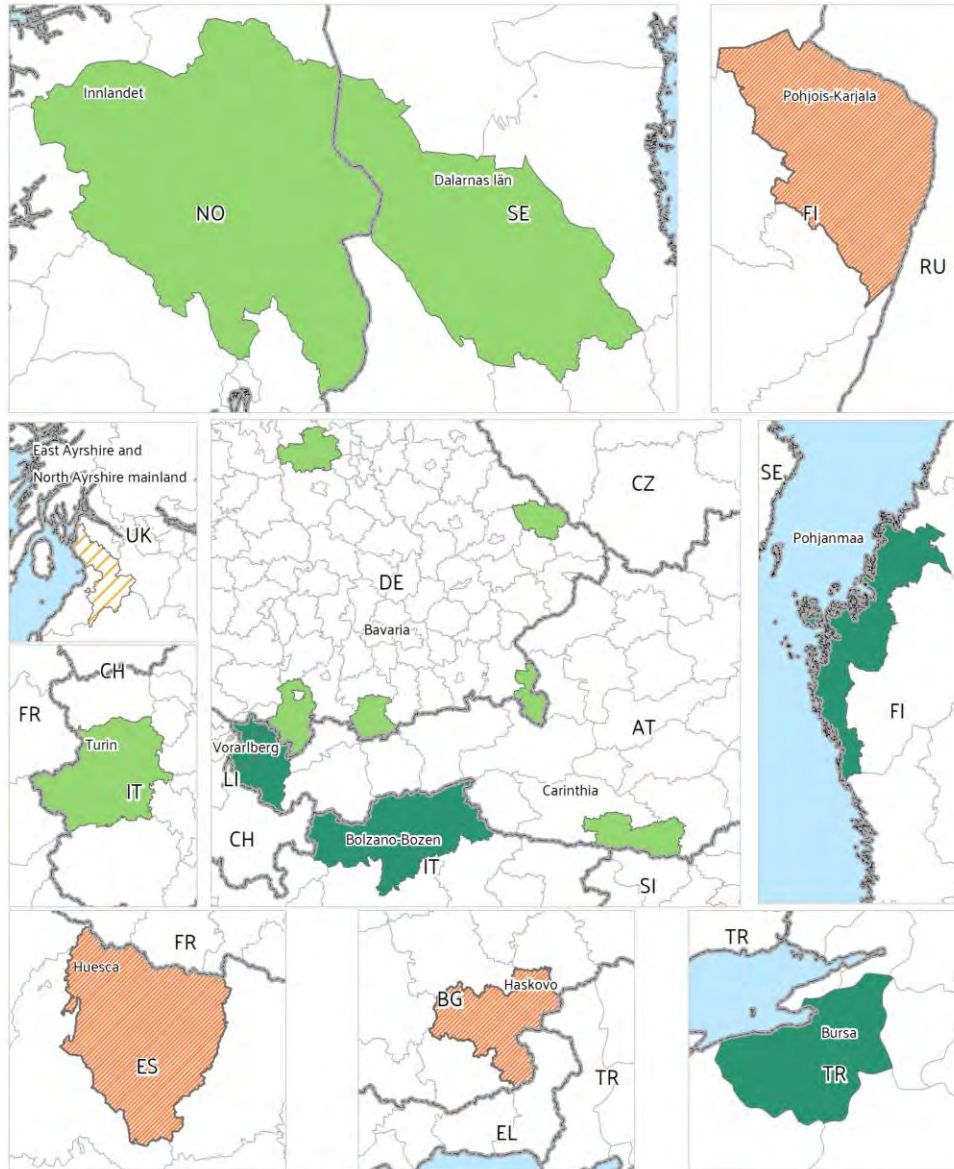 Innlandet
NO
Dalarnas län
SE
Pohjois-Karjala
FI
RU
East Ayrshire and
North Ayrshire mainland
UK
CH
FR
Turin
IT
CZ
DE
Bavaria
AT
Vorarlberg
LI
Carinthia
CH
Bolzano-Bozen
IT
SI
SE
Pohjanmaa
FI
FR
Huesca
ES
Haskovo
BG
TR
EL
TR
Bursa
TR